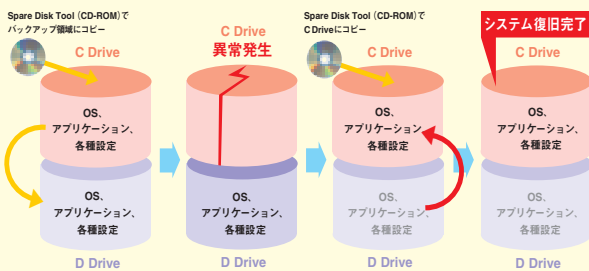 Spare Disk Tool (CD-ROM)で
バックアップ領域にコピー
C Drive
OS、
アプリケーション、
各種設定
OS、
アプリケーション、
各種設定
D Drive
C Drive
異常発生
OS、
アプリケーション、
各種設定
D Drive
Spare Disk Tool (CD-ROM)で
C Driveにコピー
C Drive
OS、
アプリケーション、
各種設定
OS、
アプリケーション、
各種設定
D Drive
システム復旧完了
C Drive
OS、
アプリケーション、
各種設定
OS、
アプリケーション、
各種設定
D Drive